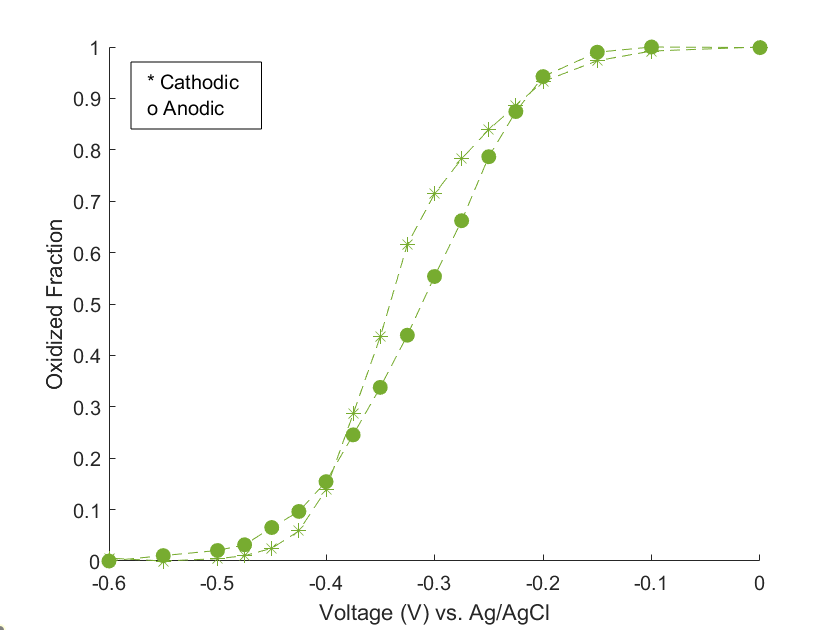 1
* Cathodic
o Anodic
0.9
0.8
0.7
0.6
0.5
0.4
0.3
0.2
0.1
0
Oxidized Fraction
-0.6 -0.5 -0.4 -0.3 -0.2 -0.1 0
Voltage (V) vs. Ag/AgCl